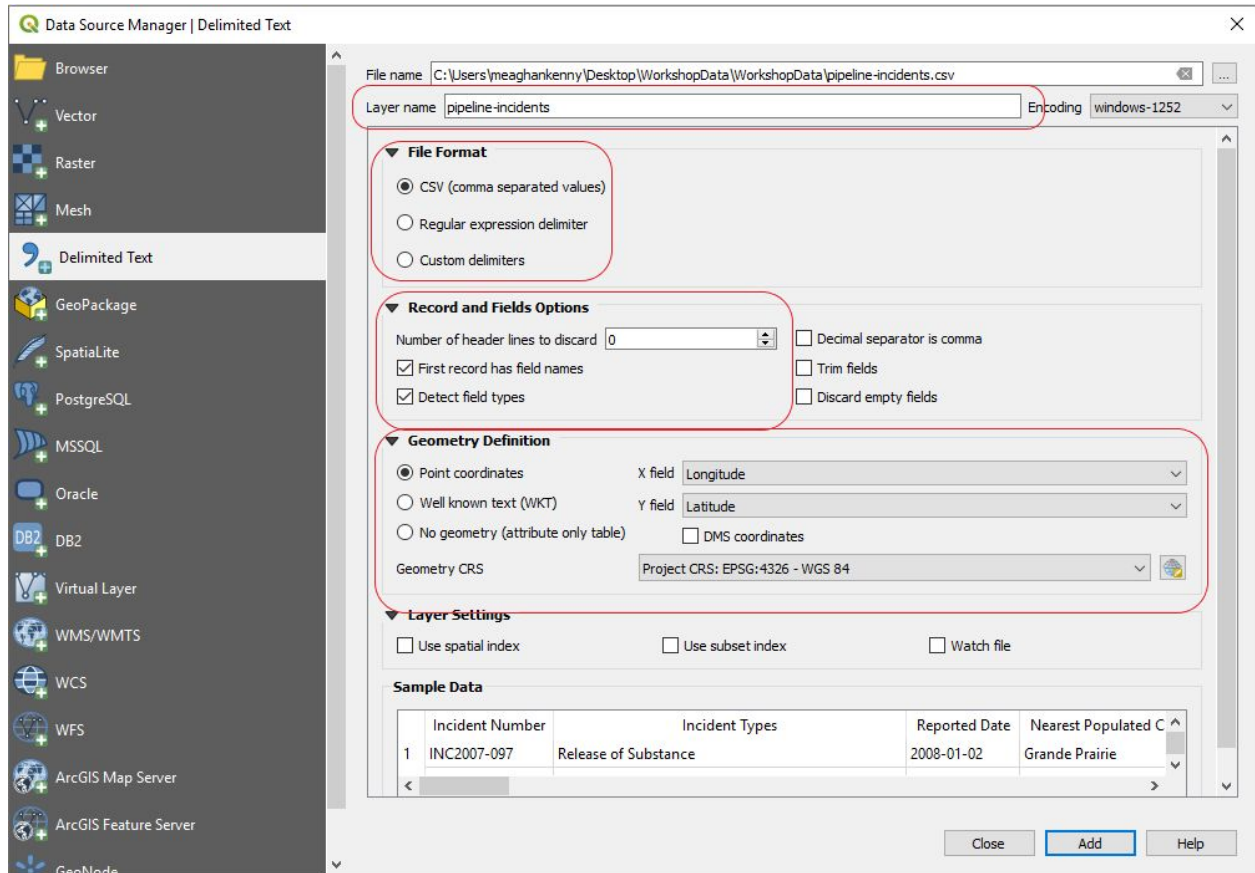 Data Source Manager | Delimited Text
Browser
Vector
Raster
Mesh
Delimited Text
GeoPackage
SpatiaLite
PostgreSQL
MSSQL
Oracle
DB2 DB2
Virtual Layer
WMS/WMTS
WCS
WFS
ArcGIS Map Server
ArcGIS Feature Server
GeoNode
File name C:\Users\meaghankenny\Desktop\WorkshopData\WorkshopData\pipeline-incidents.csv ...
Layer name pipeline-incidents Encoding windows-1252
File Format
CSV (comma separated values)
Regular expression delimiter
Custom delimiters
Record and Fields Options
Number of header lines to discard 0 Decimal separator is comma
First record has field names Trim fields
Detect field types Discard empty fields
Geometry Definition
Point coordinates X field Longitude
Well known text (WKT) Y field Latitude
No geometry (attribute only table) DMS coordinates
Geometry CRS Project CRS: EPSG:4326 - WGS 84
Layer Settings
Use spatial index Use subset index Watch file
Sample Data
Incident Number Incident Types Reported Date Nearest Populated C
1 INC2007-097 Release of Substance 2008-01-02 Grande Prairie
Close Add Help